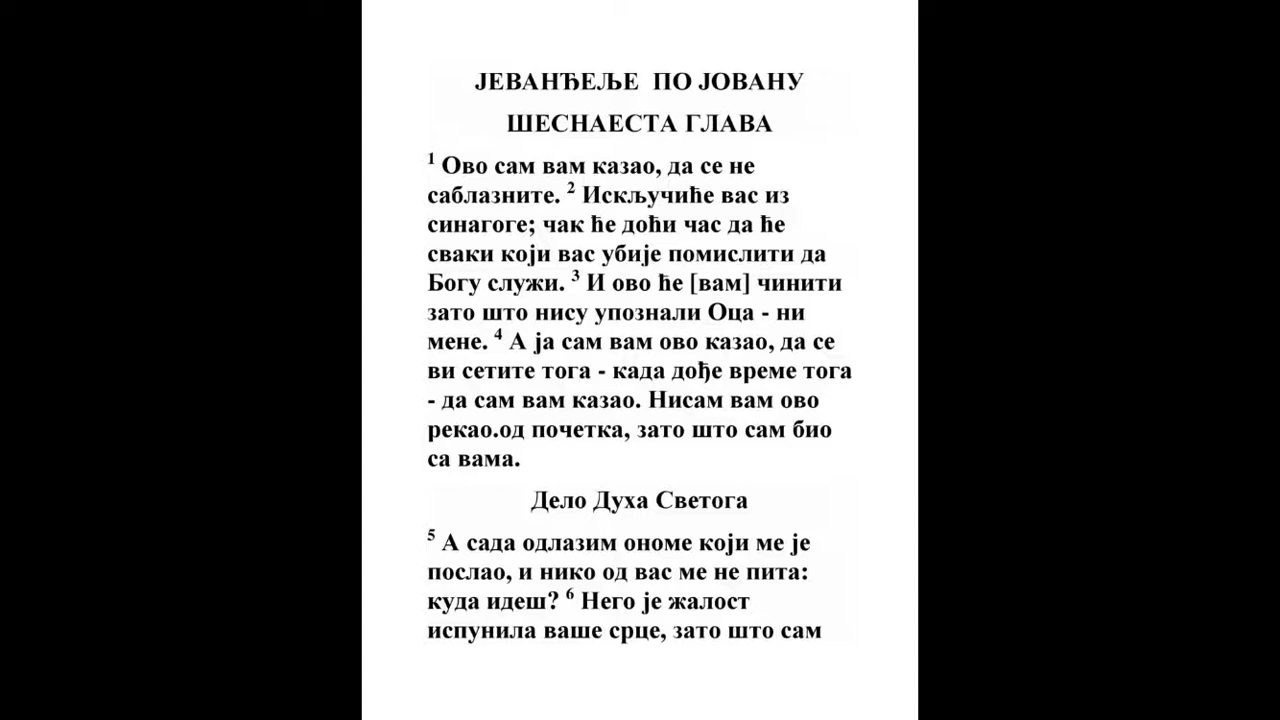 ЈЕВАНЂЕЉЕ ПО ЈОВАНУ
ШЕСНАЕСТА ГЛАВА
1 Ово сам вам казао, да се не
саблазните. 2 Искључиће вас из
синагоге; чак ће доћи час да ће
сваки који вас убије помислити да
Богу служи. 3 И ово ће [вам] чинити
зато што нису упознали Оца - ни
мене. 4 А ја сам вам ово казао, да се
ви сетите тога - када дође време тога
- да сам вам казао. Нисам вам ово
рекао.од почетка, зато што сам био
са вама.
Дело Духа Светога
5 А сада одлазим ономе који ме је
послао, и нико од вас ме не пита:
куда идеш? 6 Него је жалост
испунила ваше срце, зато што сам